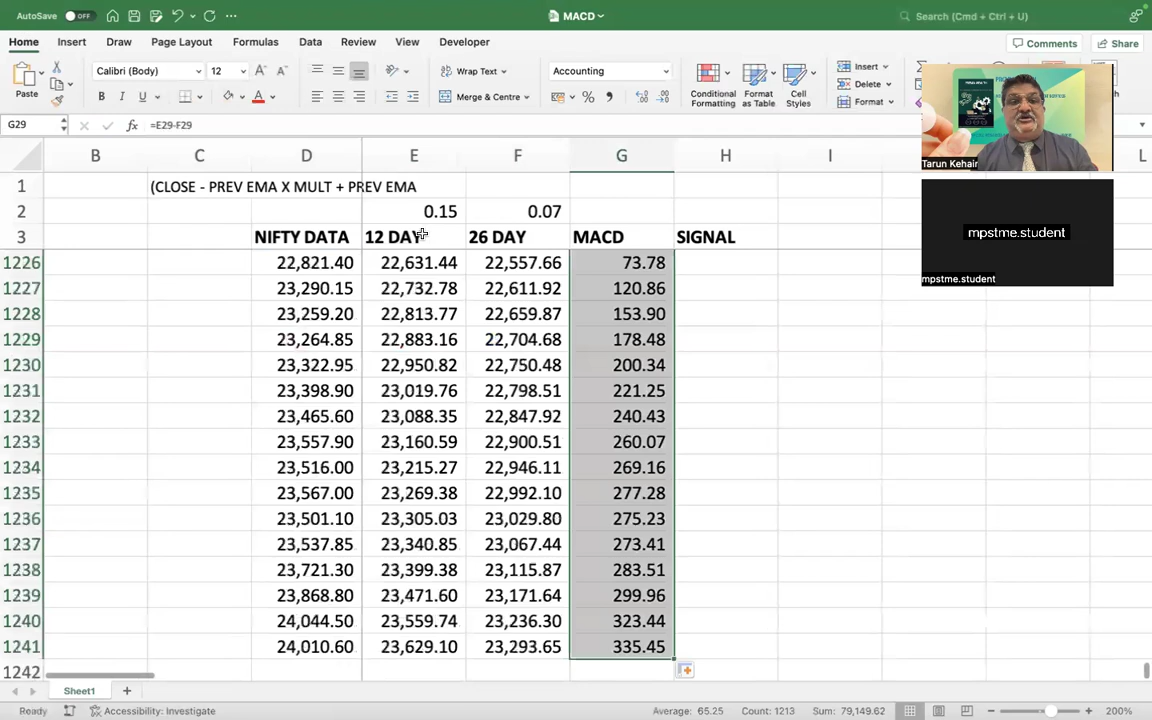 AutoSave OFF MACD Search (Cmd + Ctrl + U)
Home Insert Draw Page Layout Formulas Data Review View Developer Comments Share
Paste Calibri (Body) 12 Wrap Text Accounting Conditional Formatting Format as Table Cell Styles Insert
B I U A Merge & Centre % Delete
Format
G29 fx =E29-F29
Tarun Kehair
mpstme.student
mpstme.student
B C D E F G H I L
1 (CLOSE - PREV EMA X MULT + PREV EMA
2 0.15 0.07
3 NIFTY DATA 12 DAY 26 DAY MACD SIGNAL
1226 22,821.40 22,631.44 22,557.66 73.78
1227 23,290.15 22,732.78 22,611.92 120.86
1228 23,259.20 22,813.77 22,659.87 153.90
1229 23,264.85 22,883.16 22,704.68 178.48
1230 23,322.95 22,950.82 22,750.48 200.34
1231 23,398.90 23,019.76 22,798.51 221.25
1232 23,465.60 23,088.35 22,847.92 240.43
1233 23,557.90 23,160.59 22,900.51 260.07
1234 23,516.00 23,215.27 22,946.11 269.16
1235 23,567.00 23,269.38 22,992.10 277.28
1236 23,501.10 23,305.03 23,029.80 275.23
1237 23,537.85 23,340.85 23,067.44 273.41
1238 23,721.30 23,399.38 23,115.87 283.51
1239 23,868.80 23,471.60 23,171.64 299.96
1240 24,044.50 23,559.74 23,236.30 323.44
1241 24,010.60 23,629.10 23,293.65 335.45
1242
Sheet1
Ready Accessibility: Investigate Average: 65.25 Count: 1213 Sum: 79,149.62 200%